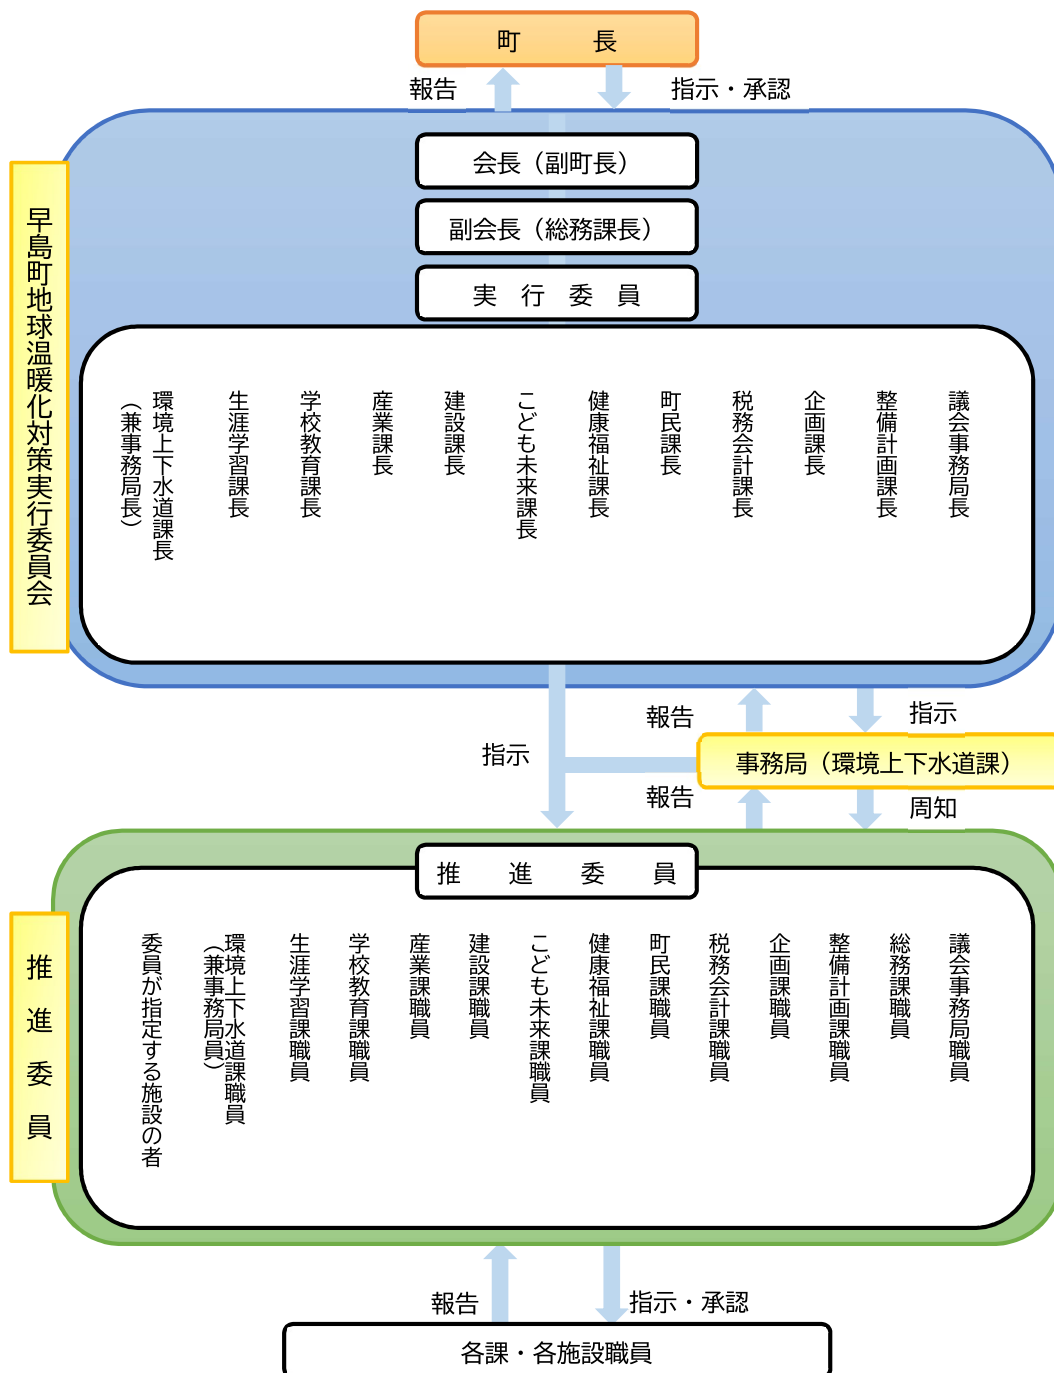 町　　　長
報告
指示・承認
早島町地球温暖化対策実行委員会
会長（副町長）
副会長（総務課長）
実　行　委　員
議会事務局長
整備計画課長
企画課長
税務会計課長
町民課長
健康福祉課長
こども未来課長
建設課長
産業課長
学校教育課長
生涯学習課長
環境上下水道課長
（兼事務局長）
報告
指示
指示
事務局（環境上下水道課）
報告
周知
推　進　委　員
推　　進　　委　　員
議会事務局職員
総務課職員
整備計画課職員
企画課職員
税務会計課職員
町民課職員
健康福祉課職員
こども未来課職員
建設課職員
産業課職員
学校教育課職員
生涯学習課職員
環境上下水道課職員
（兼事務局員）
委員が指定する施設の者
報告
指示・承認
各課・各施設職員